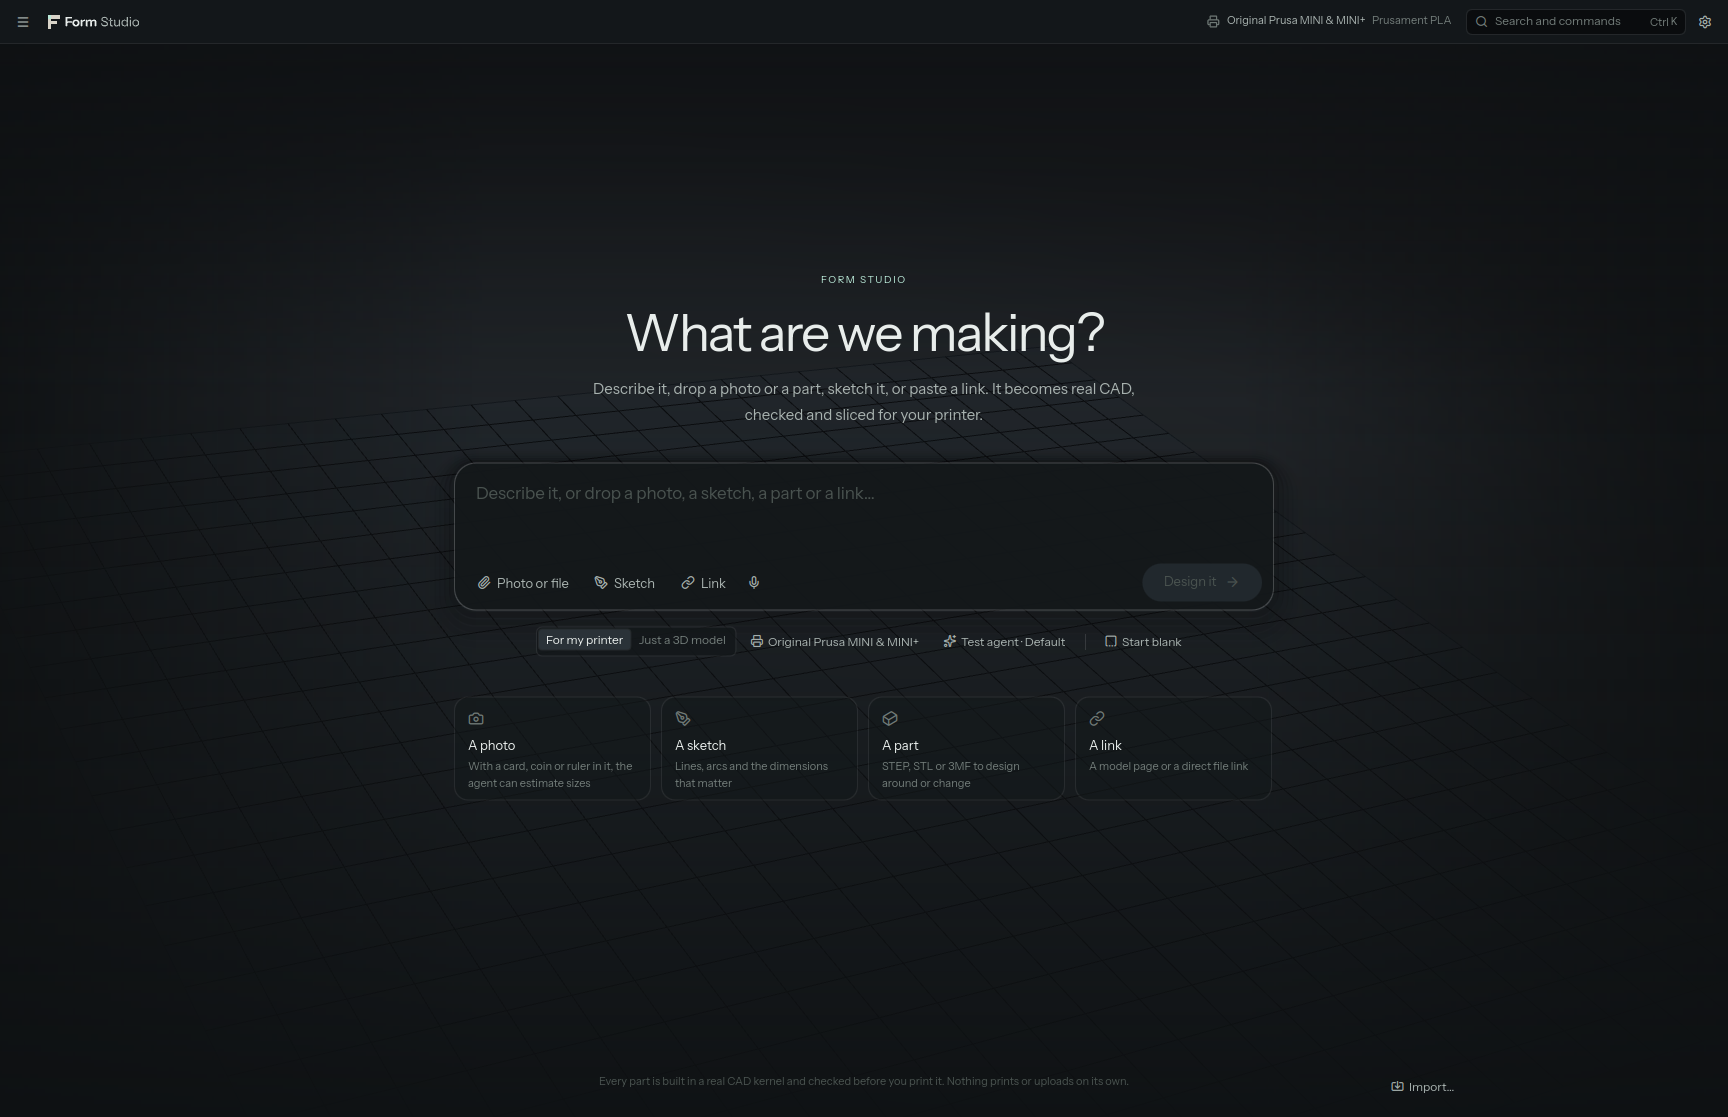 Form Studio
Original Prusa MINI & MINI+ Prusament PLA
Search and commands Ctrl K
FORM STUDIO
What are we making?
Describe it, drop a photo or a part, sketch it, or paste a link. It becomes real CAD,
checked and sliced for your printer.
Describe it, or drop a photo, a sketch, a part or a link...
Photo or file Sketch Link Design it
For my printer Just a 3D model Original Prusa MINI & MINI+ Test agent · Default Start blank
A photo
With a card, coin or ruler in it, the
agent can estimate sizes
A sketch
Lines, arcs and the dimensions
that matter
A part
STEP, STL or 3MF to design
around or change
A link
A model page or a direct file link
Every part is built in a real CAD kernel and checked before you print it. Nothing prints or uploads on its own.
Import...